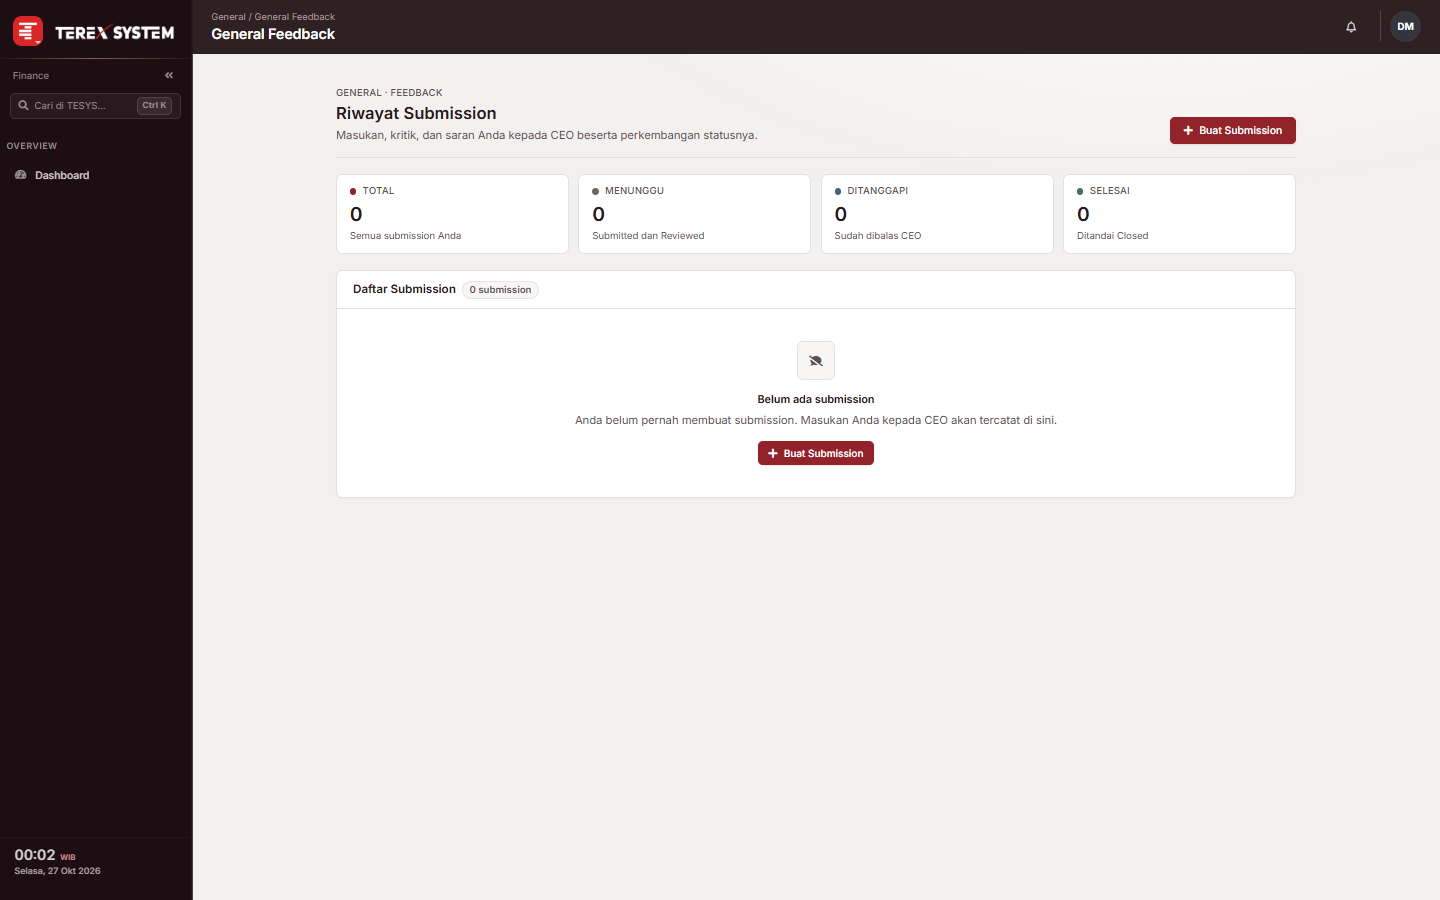 TEREX SYSTEM
Finance
Cari di TESYS...
Ctrl K
OVERVIEW
Dashboard
00:02 WIB
Selasa, 27 Okt 2026
General / General Feedback
General Feedback
DM
GENERAL · FEEDBACK
Riwayat Submission
Masukan, kritik, dan saran Anda kepada CEO beserta perkembangan statusnya.
Buat Submission
TOTAL
0
Semua submission Anda
MENUNGGU
0
Submitted dan Reviewed
DITANGGAPI
0
Sudah dibalas CEO
SELESAI
0
Ditandai Closed
Daftar Submission 0 submission
Belum ada submission
Anda belum pernah membuat submission. Masukan Anda kepada CEO akan tercatat di sini.
Buat Submission